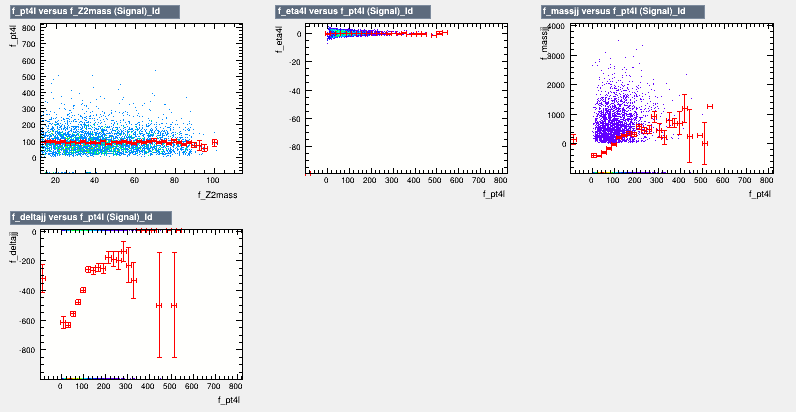 f_pt4l versus f_Z2mass (Signal)_Id
f_pt4l
800
700
600
500
400
300
200
100
0
20 40 60 80 100
f_Z2mass
f_eta4l versus f_pt4l (Signal)_Id
f_eta4l
0
-20
-40
-60
-80
0 100 200 300 400 500 600 700 800
f_pt4l
f_massjj versus f_pt4l (Signal)_Id
f_massjj
4000
3000
2000
1000
0
0 100 200 300 400 500 600 700 800
f_pt4l
f_deltajj versus f_pt4l (Signal)_Id
f_deltajj
0
-200
-400
-600
-800
0 100 200 300 400 500 600 700 800
f_pt4l